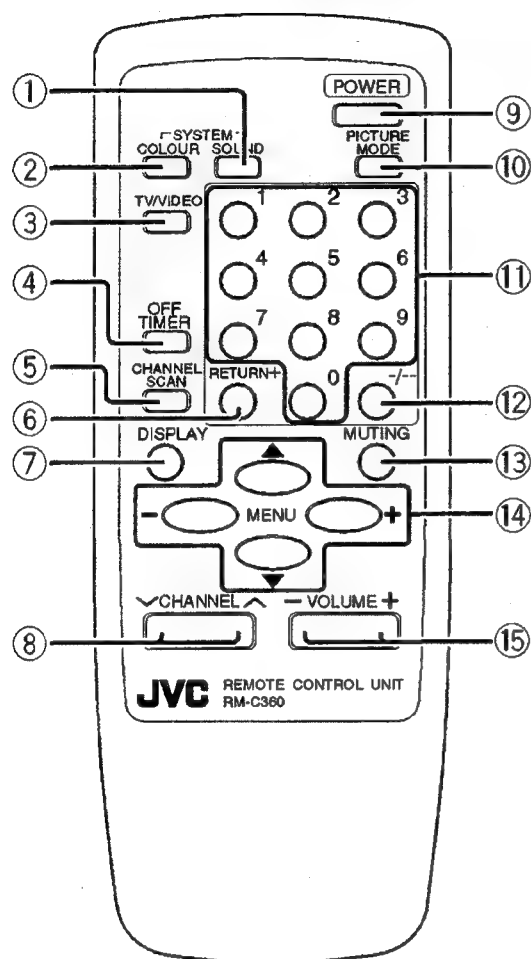 POWER
①
⑨
SYSTEM
COLOUR SOUND
PICTURE
MODE
②
⑩
TV/VIDEO
1 2 3
③
4 5 6
⑪
④
OFF
TIMER
7 8 9
⑤
CHANNEL
SCAN
RETURN+
0
-/--
⑥
⑫
DISPLAY
MUTING
⑦
⑬
▲
- MENU +
⑭
▼
CHANNEL
- VOLUME +
⑧
⑮
JVC REMOTE CONTROL UNIT
RM-C360